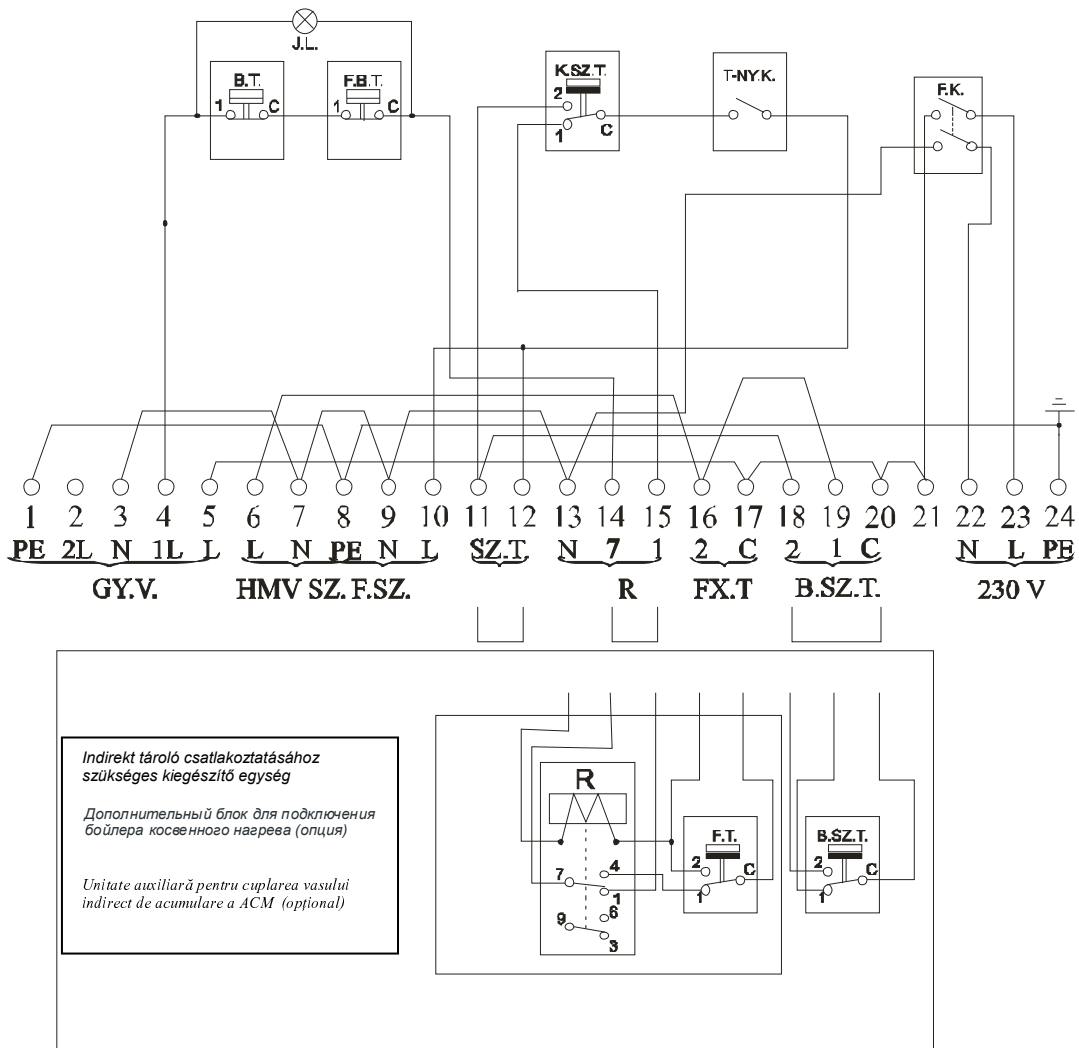 J.L.
B.T. F.B.T. K.SZ.T. T-NY.K. F.K.
1 C 1 C 2 1 C
1 2 3 4 5 6 7 8 9 10 11 12 13 14 15 16 17 18 19 20 21 22 23 24
PE 2L N 1L L L N PE N L SZ.T. N 7 1 2 C 2 1 C N L PE
GY.V. HMV SZ. F.SZ. R FX.T B.SZ.T. 230 V
Indirekt tároló csatlakoztatásához
szükséges kiegészítő egység
Дополнительный блок для подключения
бойлера косвенного нагрева (опция)
Unitate auxiliară pentru cuplarea vasului
indirect de acumulare a ACM (opțional)
R
F.T. B.SZ.T.
7 4 1 9 6 3
2 1 C 2 1 C